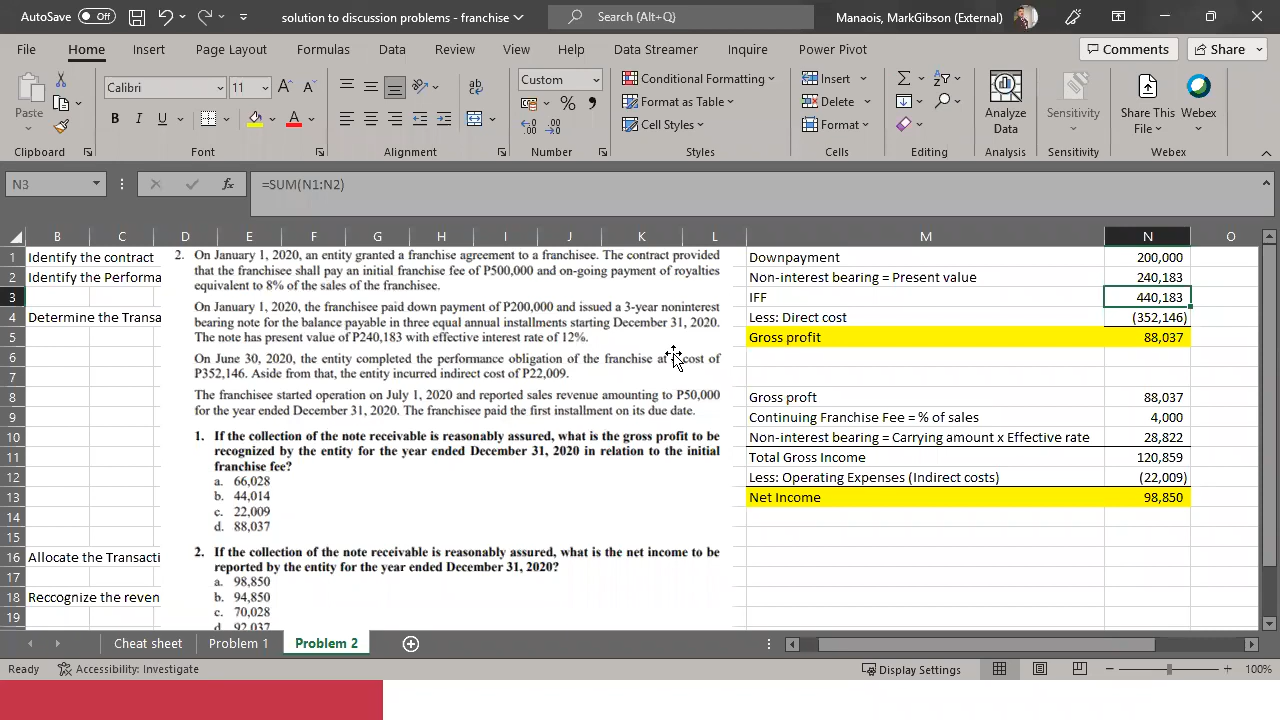 AutoSave Off solution to discussion problems - franchise Search (Alt+Q) Manaois, MarkGibson (External)
File Home Insert Page Layout Formulas Data Review View Help Data Streamer Inquire Power Pivot Comments Share
Paste
Clipboard
Calibri 11
B I U
Font
Alignment
Custom
Number
Conditional Formatting
Format as Table
Cell Styles
Styles
Insert
Delete
Format
Cells
Editing
Analyze Data
Analysis
Sensitivity
Sensitivity
Share This File
Webex
Webex
N3 fx =SUM(N1:N2)
B C D E F G H I J K L M N O
1 Identify the contract
2 Identify the Performa
3
4 Determine the Transa
5
6
7
8
9
10
11
12
13
14
15
16 Allocate the Transacti
17
18 Reccognize the reven
19
2. On January 1, 2020, an entity granted a franchise agreement to a franchisee. The contract provided
that the franchisee shall pay an initial franchise fee of P500,000 and on-going payment of royalties
equivalent to 8% of the sales of the franchisee.
On January 1, 2020, the franchisee paid down payment of P200,000 and issued a 3-year noninterest
bearing note for the balance payable in three equal annual installments starting December 31, 2020.
The note has present value of P240,183 with effective interest rate of 12%.
On June 30, 2020, the entity completed the performance obligation of the franchise at cost of
P352,146. Aside from that, the entity incurred indirect cost of P22,009.
The franchisee started operation on July 1, 2020 and reported sales revenue amounting to P50,000
for the year ended December 31, 2020. The franchisee paid the first installment on its due date.
1. If the collection of the note receivable is reasonably assured, what is the gross profit to be
recognized by the entity for the year ended December 31, 2020 in relation to the initial
franchise fee?
a. 66,028
b. 44,014
c. 22,009
d. 88,037
2. If the collection of the note receivable is reasonably assured, what is the net income to be
reported by the entity for the year ended December 31, 2020?
a. 98,850
b. 94,850
c. 70,028
d. 92,037
Downpayment 200,000
Non-interest bearing = Present value 240,183
IFF 440,183
Less: Direct cost (352,146)
Gross profit 88,037
Gross proft 88,037
Continuing Franchise Fee = % of sales 4,000
Non-interest bearing = Carrying amount x Effective rate 28,822
Total Gross Income 120,859
Less: Operating Expenses (Indirect costs) (22,009)
Net Income 98,850
Cheat sheet Problem 1 Problem 2
Ready Accessibility: Investigate Display Settings 100%